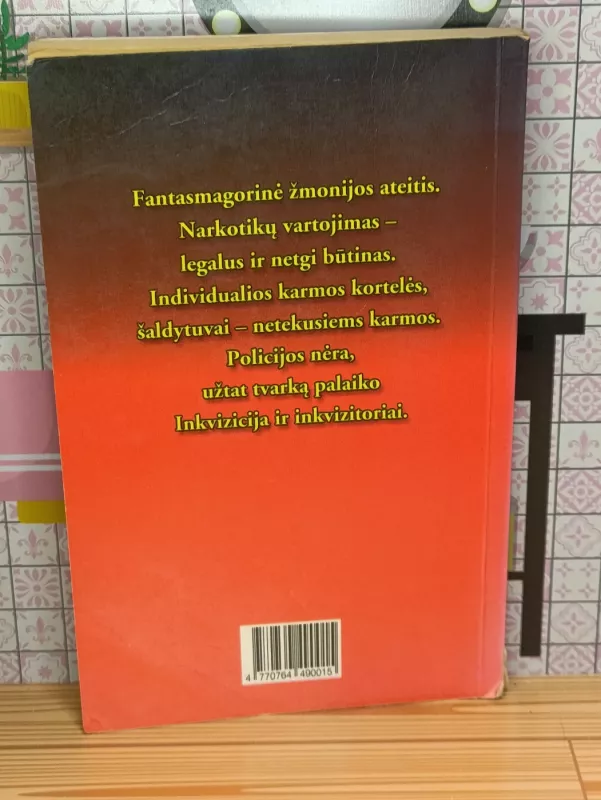 Fantasmagorinė žmonijos ateitis.
Narkotikų vartojimas –
legalus ir netgi būtinas.
Individualios karmos kortelės,
šaldytuvai – netekusiems karmos.
Policijos nėra,
užtat tvarką palaiko
Inkvizicija ir inkvizitoriai.
4 770764 490015